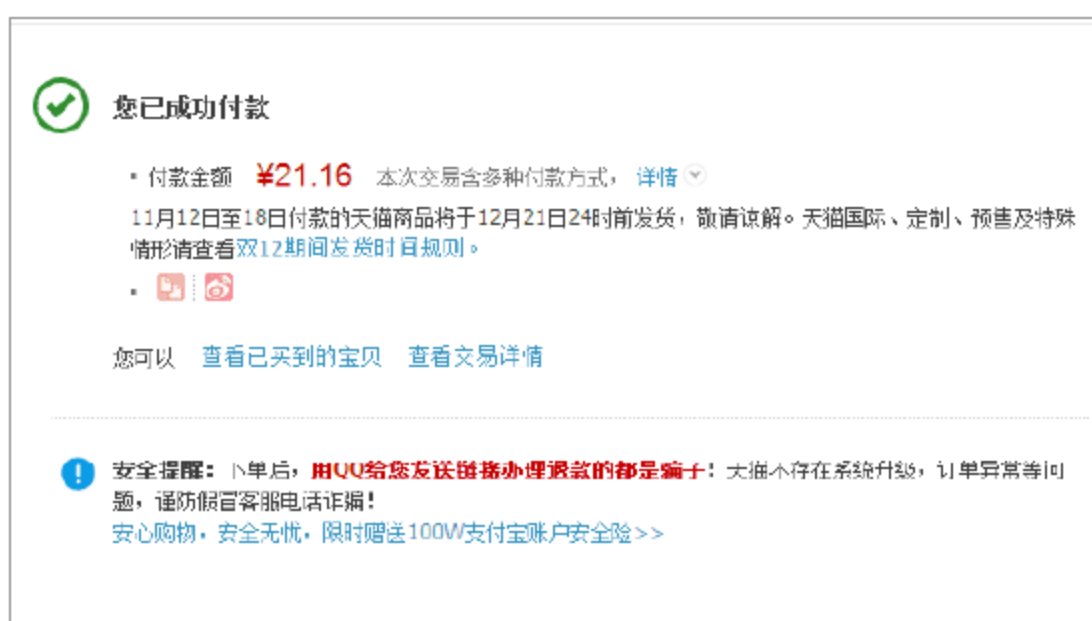 您已成功付款
付款金额 ¥21.16 本次交易含多种付款方式，详情
11月12日至18日付款的天猫商品将于12月21日24时前发货，敬请谅解。天猫国际、定制、预售及特殊
情形请查看双12期间发货时间规则。
您可以 查看已买到的宝贝 查看交易详情
安全提醒：下单后，用QQ给您发送链接办理退款的都是骗子！天猫不存在系统升级，订单异常等问
题，谨防假冒客服电话诈骗！
安心购物，安全无忧，限时赠送100W支付宝账户安全险>>